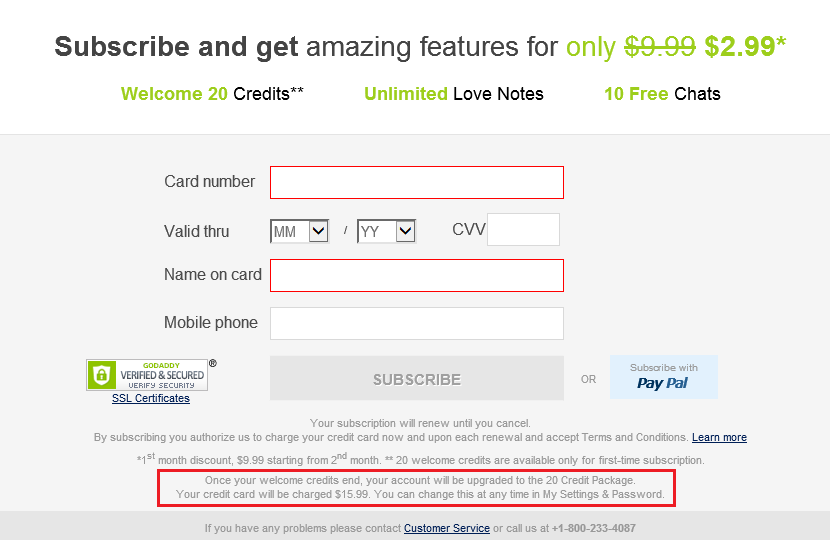 Subscribe and get amazing features for only $9.99 $2.99*
Welcome 20 Credits** Unlimited Love Notes 10 Free Chats
Card number
Valid thru MM / YY CVV
Name on card
Mobile phone
GODADDY
VERIFIED & SECURED
VERIFY SECURITY
®
SSL Certificates
SUBSCRIBE
OR
Subscribe with
PayPal
Your subscription will renew until you cancel.
By subscribing you authorize us to charge your credit card now and upon each renewal and accept Terms and Conditions. Learn more
*1st month discount, $9.99 starting from 2nd month. ** 20 welcome credits are available only for first-time subscription.
Once your welcome credits end, your account will be upgraded to the 20 Credit Package.
Your credit card will be charged $15.99. You can change this at any time in My Settings & Password.
If you have any problems please contact Customer Service or call us at +1-800-233-4087